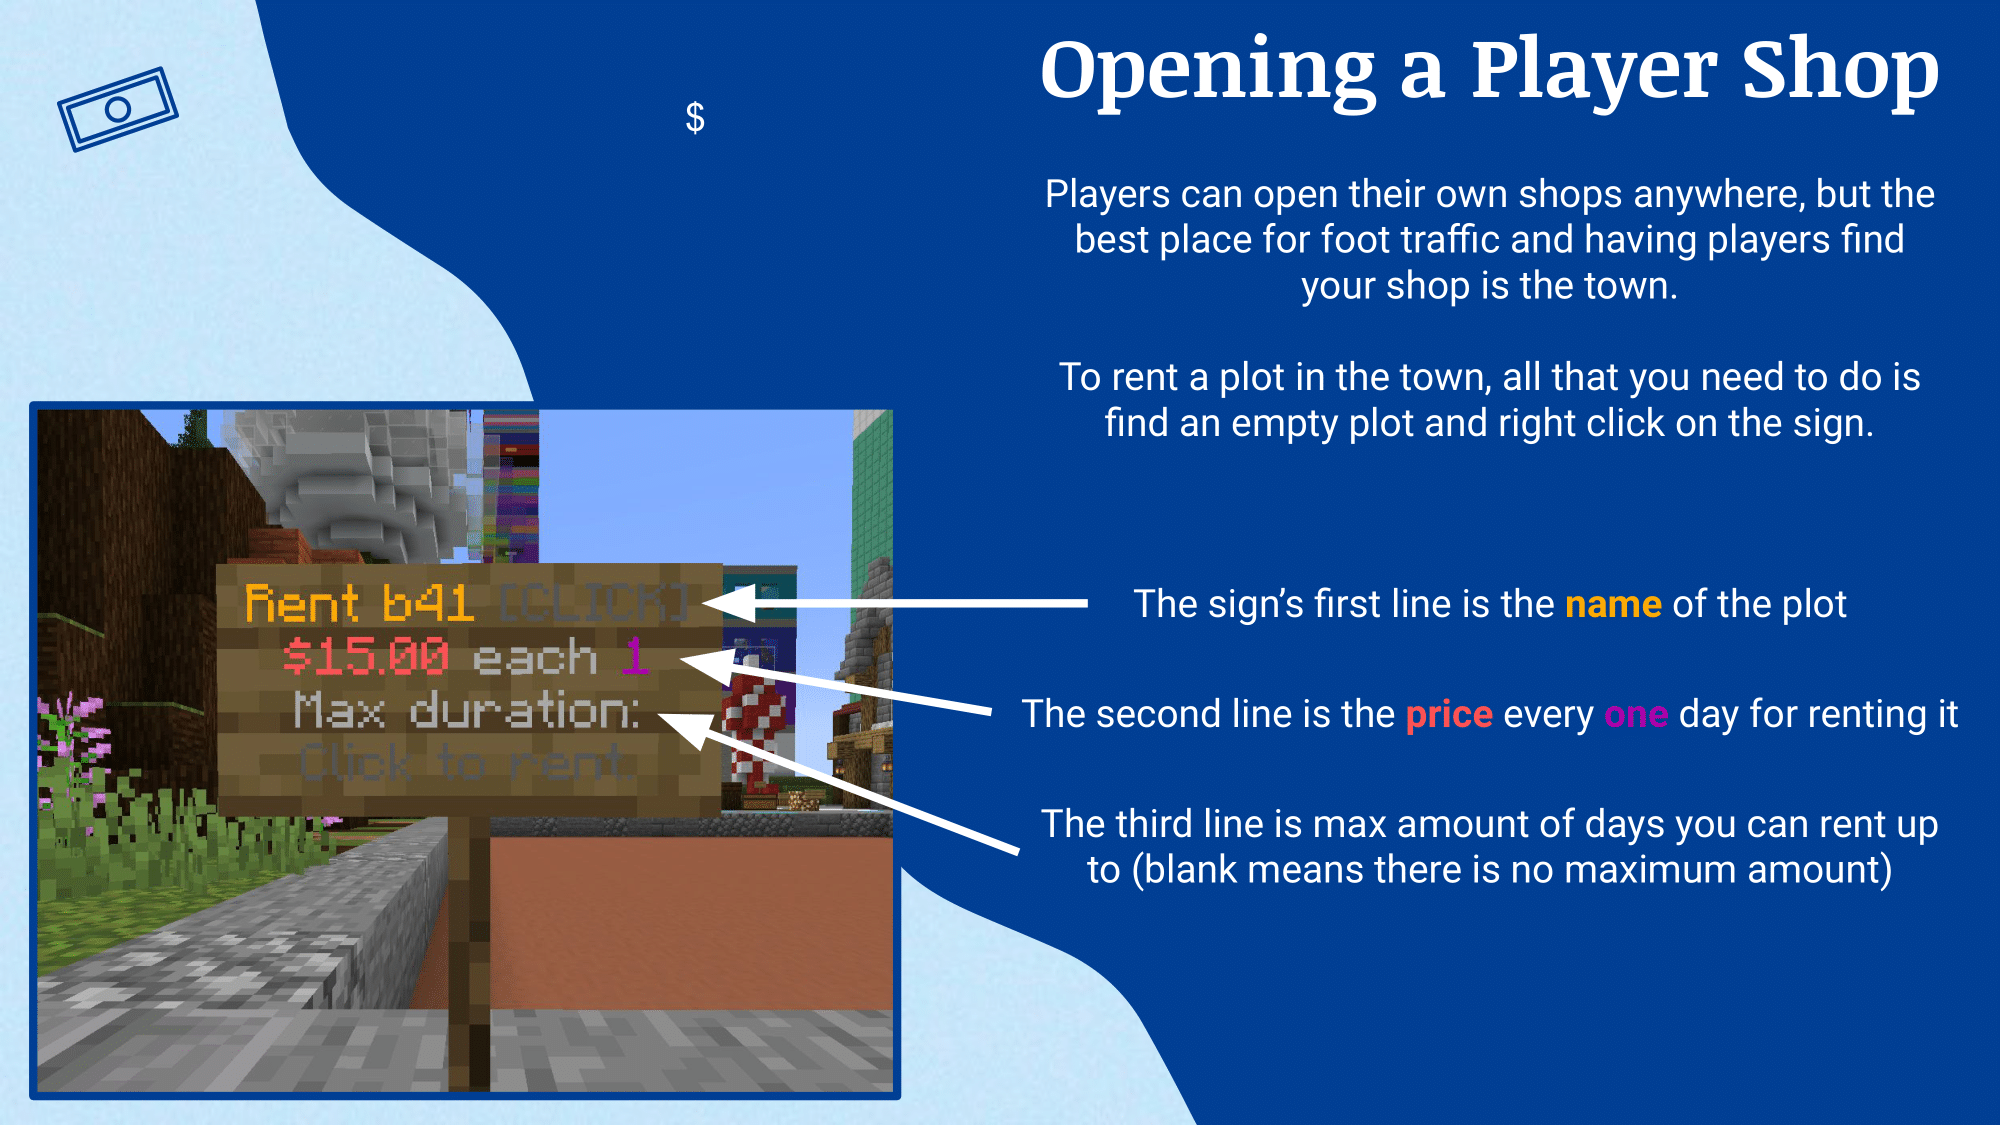 Opening a Player Shop
$
Players can open their own shops anywhere, but the
best place for foot traffic and having players find
your shop is the town.
To rent a plot in the town, all that you need to do is
find an empty plot and right click on the sign.
Rent b41 [CLICK]
$15.00 each 1
Max duration:
Click to rent.
The sign’s first line is the name of the plot
The second line is the price every one day for renting it
The third line is max amount of days you can rent up
to (blank means there is no maximum amount)